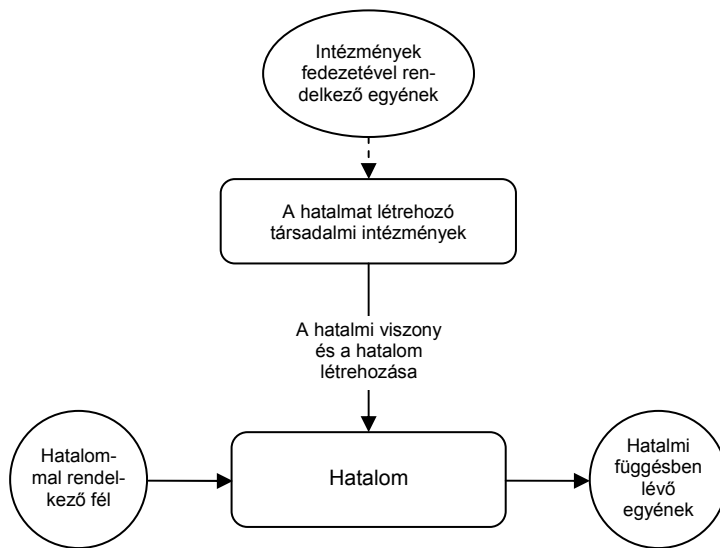 Intézmények
fedezetével ren-
delkező egyének
A hatalmat létrehozó
társadalmi intézmények
A hatalmi viszony
és a hatalom
létrehozása
Hatalom-
mal rendel-
kező fél
Hatalom
Hatalmi
függésben
lévő
egyének